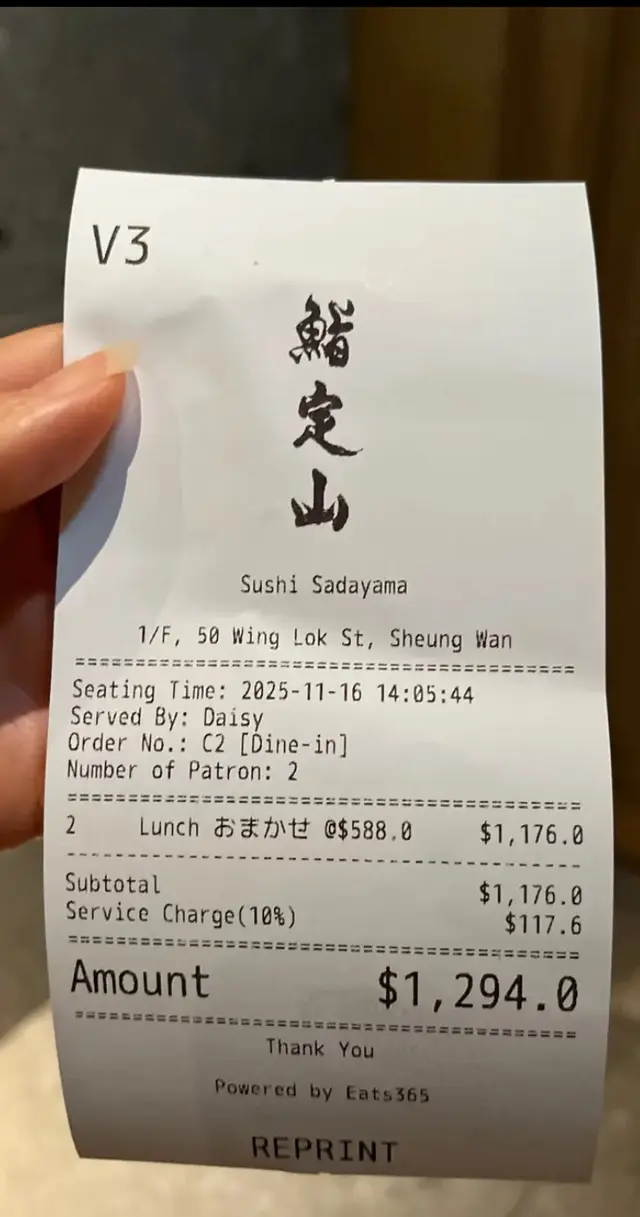 V3
鮨
定
山
Sushi Sadayama
1/F, 50 Wing Lok St, Sheung Wan
========================================
Seating Time: 2025-11-16 14:05:44
Served By: Daisy
Order No.: C2 [Dine-in]
Number of Patron: 2
========================================
2 Lunch おまかせ @$588.0 $1,176.0
----------------------------------------
Subtotal $1,176.0
Service Charge(10%) $117.6
========================================
Amount $1,294.0
========================================
Thank You
Powered by Eats365
REPRINT